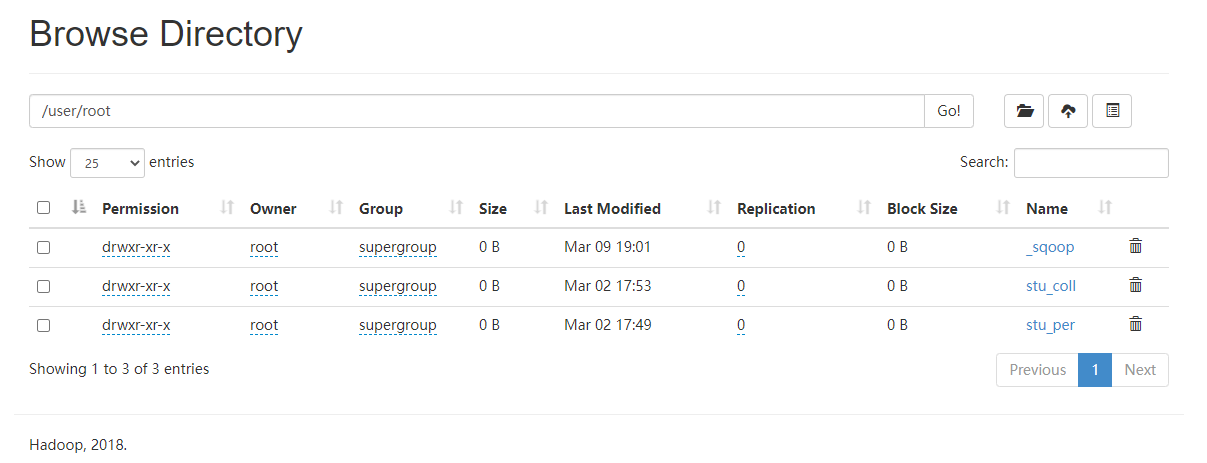 Browse Directory
/user/root Go!
Show 25 entries Search:
Permission Owner Group Size Last Modified Replication Block Size Name
drwxr-xr-x root supergroup 0 B Mar 09 19:01 0 0 B _sqoop
drwxr-xr-x root supergroup 0 B Mar 02 17:53 0 0 B stu_coll
drwxr-xr-x root supergroup 0 B Mar 02 17:49 0 0 B stu_per
Showing 1 to 3 of 3 entries Previous 1 Next
Hadoop, 2018.